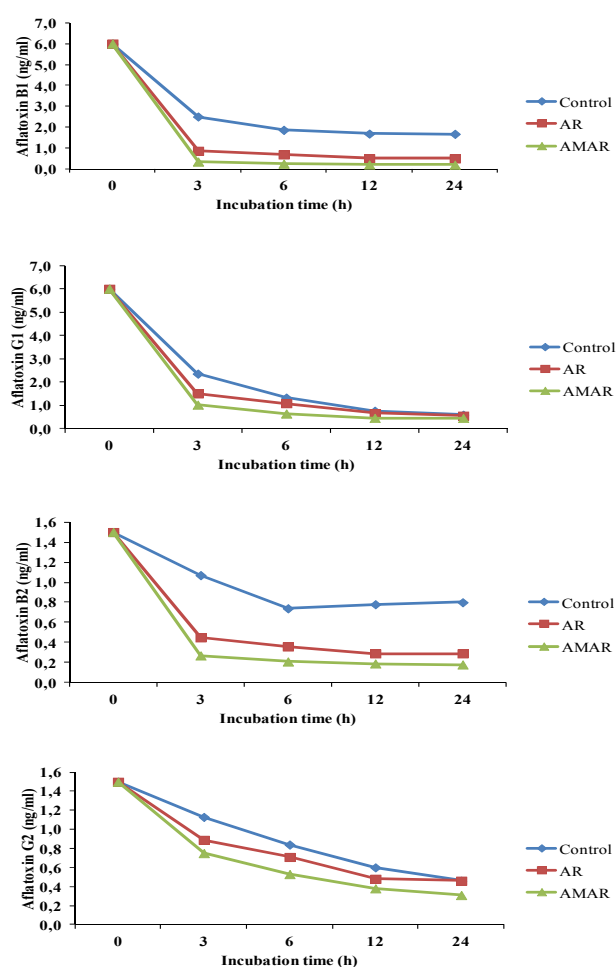 Aflatoxin B1 (ng/ml)
7,0
6,0
5,0
4,0
3,0
2,0
1,0
0,0
0 3 6 12 24
Incubation time (h)
Control
AR
AMAR
Aflatoxin G1 (ng/ml)
7,0
6,0
5,0
4,0
3,0
2,0
1,0
0,0
0 3 6 12 24
Incubation time (h)
Control
AR
AMAR
Aflatoxin B2 (ng/ml)
1,6
1,4
1,2
1,0
0,8
0,6
0,4
0,2
0,0
0 3 6 12 24
Incubation time (h)
Control
AR
AMAR
Aflatoxin G2 (ng/ml)
1,6
1,4
1,2
1,0
0,8
0,6
0,4
0,2
0,0
0 3 6 12 24
Incubation time (h)
Control
AR
AMAR